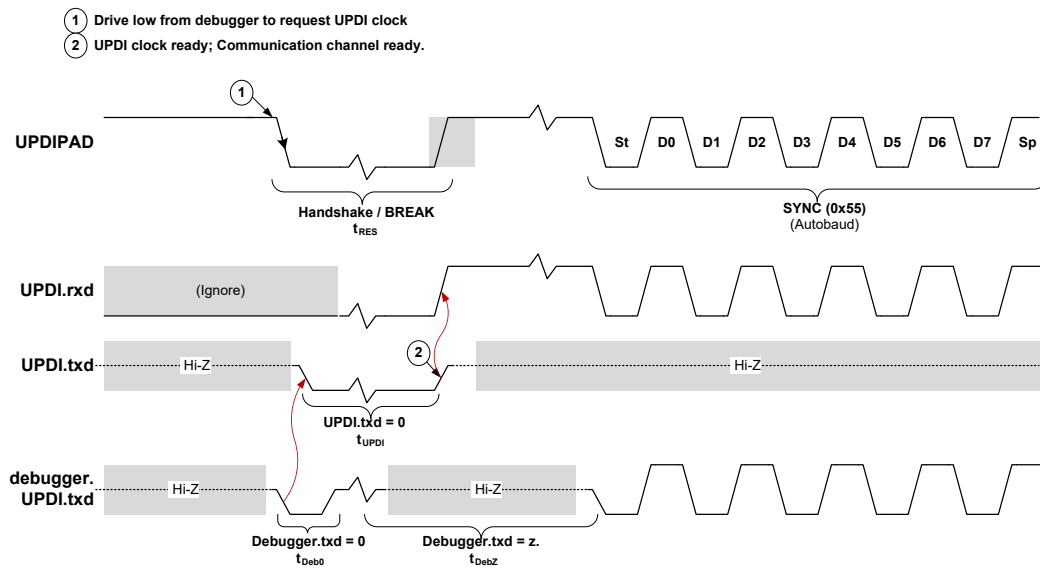 1 Drive low from debugger to request UPDI clock
2 UPDI clock ready; Communication channel ready.
1
UPDIPAD
St D0 D1 D2 D3 D4 D5 D6 D7 Sp
Handshake / BREAK
tRES
SYNC (0x55)
(Autobaud)
UPDI.rxd
(Ignore)
UPDI.txd
Hi-Z
2
Hi-Z
UPDI.txd = 0
tUPDI
debugger.
UPDI.txd
Hi-Z
Hi-Z
Debugger.txd = 0
tDeb0
Debugger.txd = z.
tDebZ